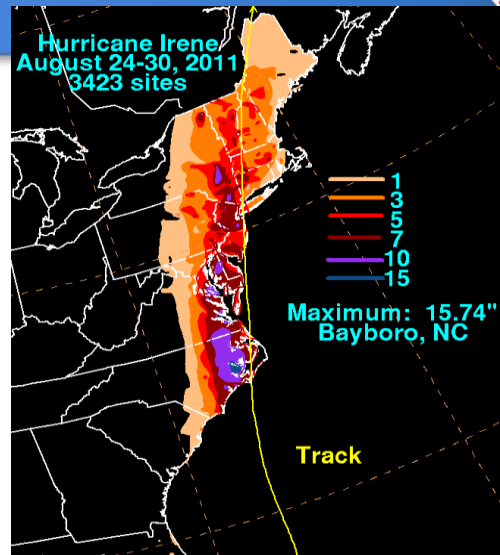 Hurricane Irene
August 24-30, 2011
3423 sites
1
3
5
7
10
15
Maximum: 15.74"
Bayboro, NC
Track